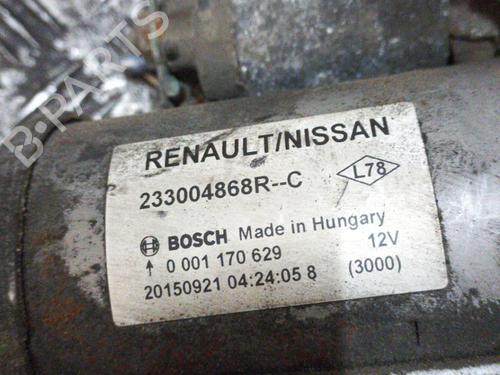 B-PARTS
RENAULT/NISSAN
233004868R--C
L78
BOSCH Made in Hungary
0 001 170 629
12V
20150921 04:24:05 8
(3000)